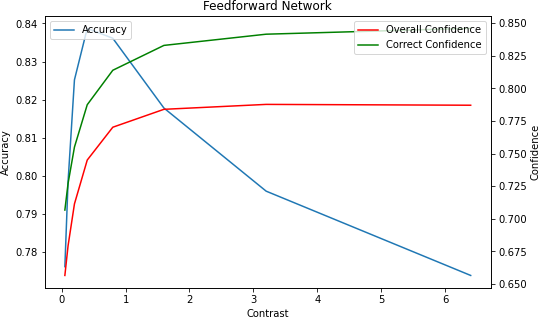 Feedforward Network
Accuracy
Overall Confidence
Correct Confidence
0.84
0.83
0.82
0.81
0.80
0.79
0.78
Accuracy
0.850
0.825
0.800
0.775
0.750
0.725
0.700
0.675
0.650
Confidence
0 1 2 3 4 5 6
Contrast